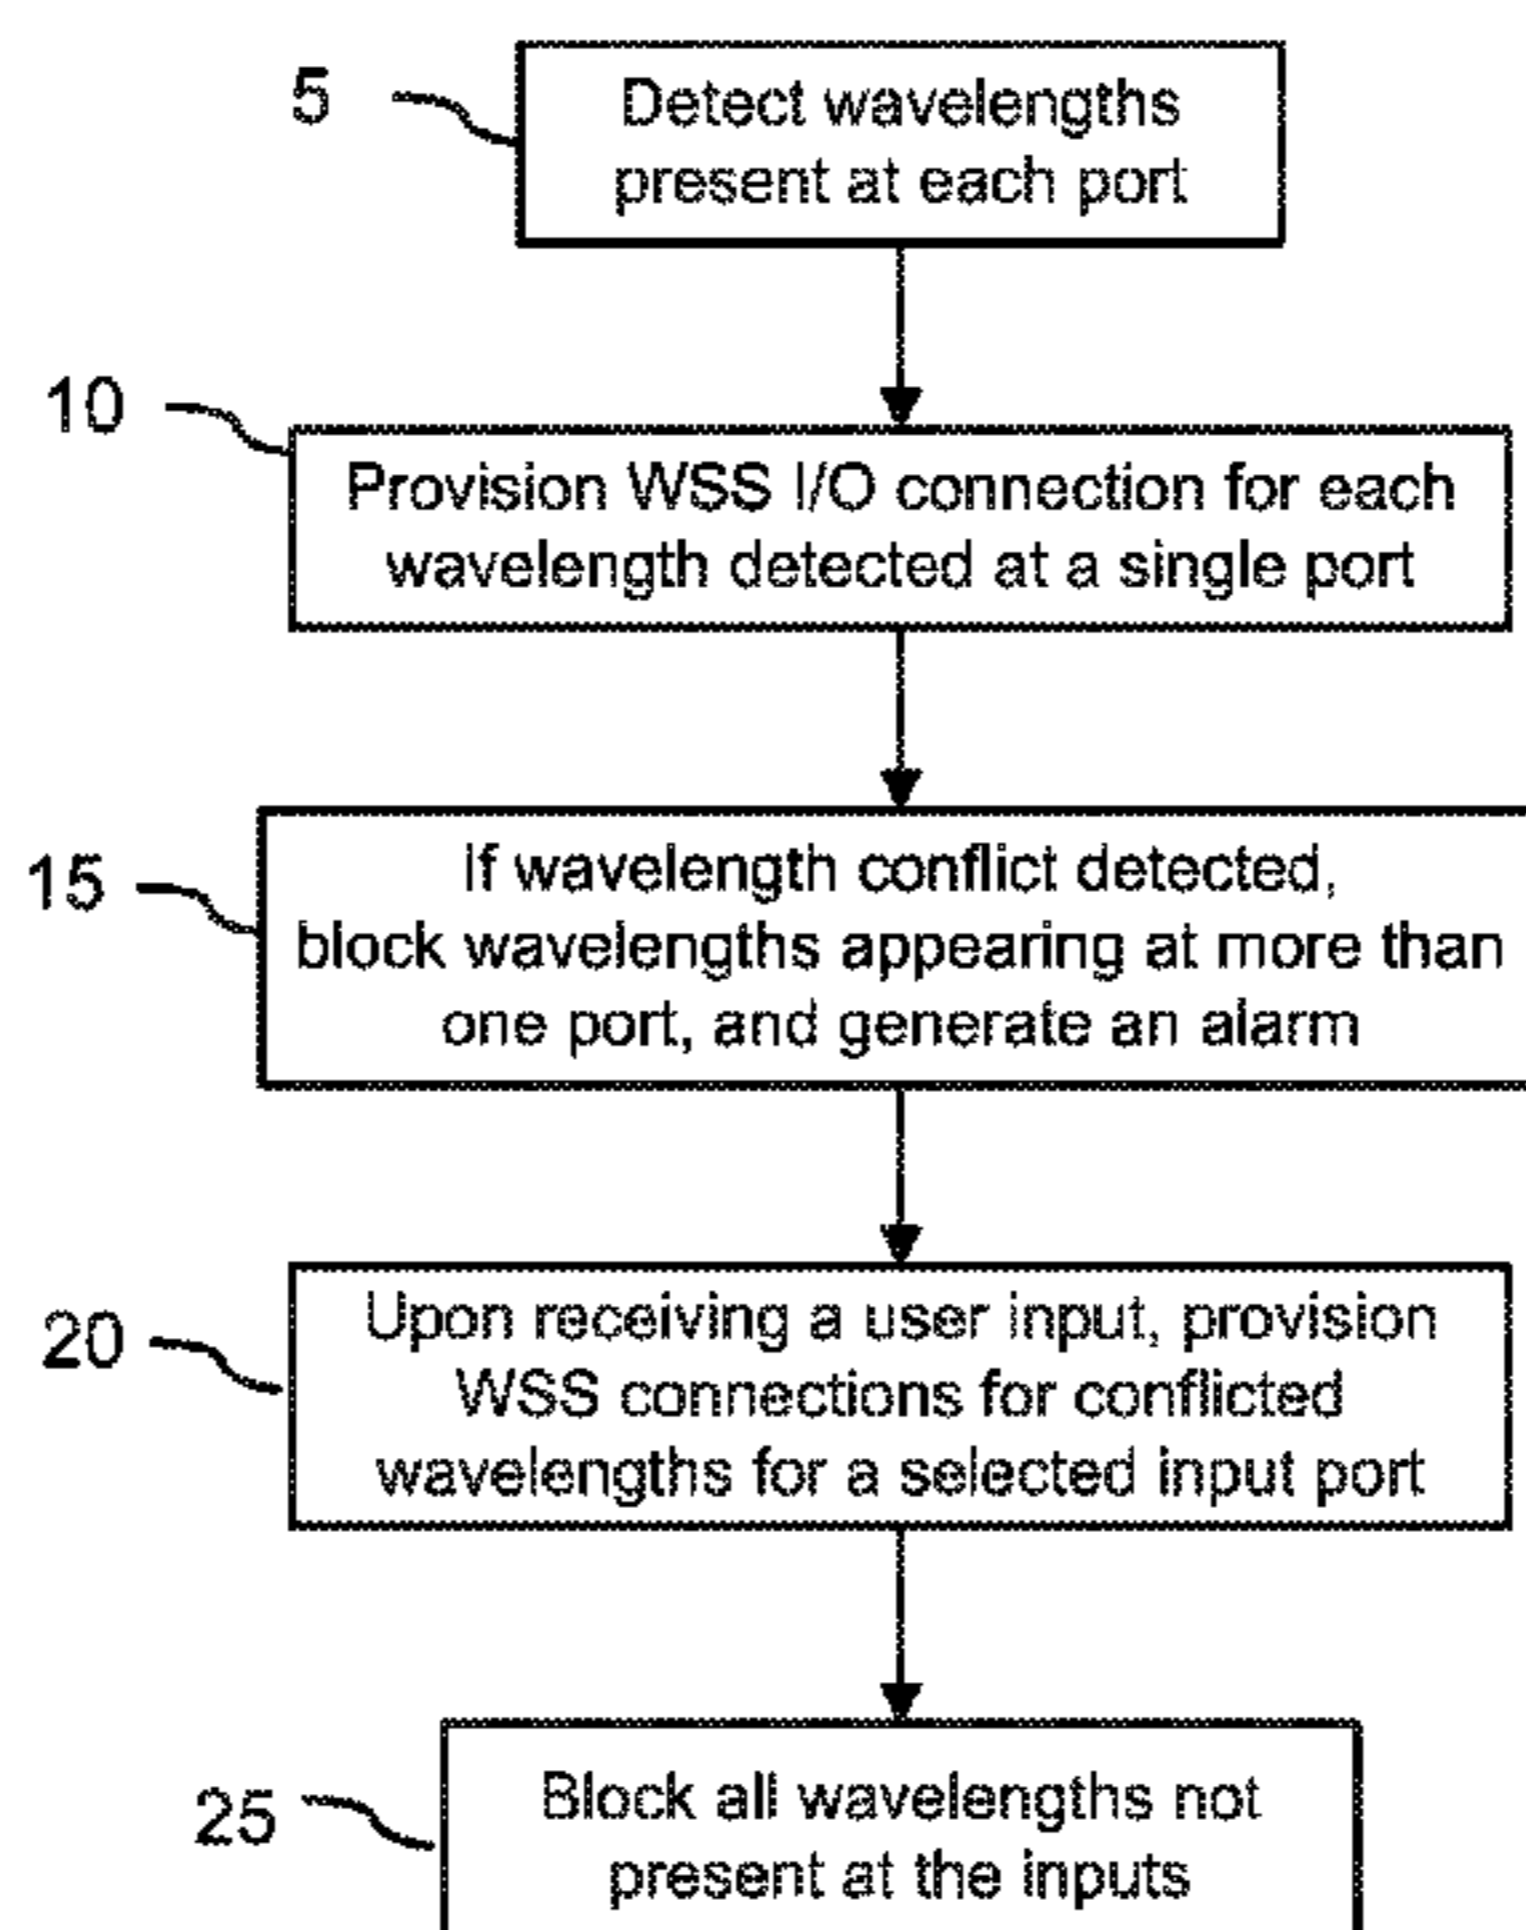 5
Detect wavelengths
present at each port
10
Provision WSS I/O connection for each
wavelength detected at a single port
15
If wavelength conflict detected,
block wavelengths appearing at more than
one port, and generate an alarm
20
Upon receiving a user input, provision
WSS connections for conflicted
wavelengths for a selected input port
25
Block all wavelengths not
present at the inputs